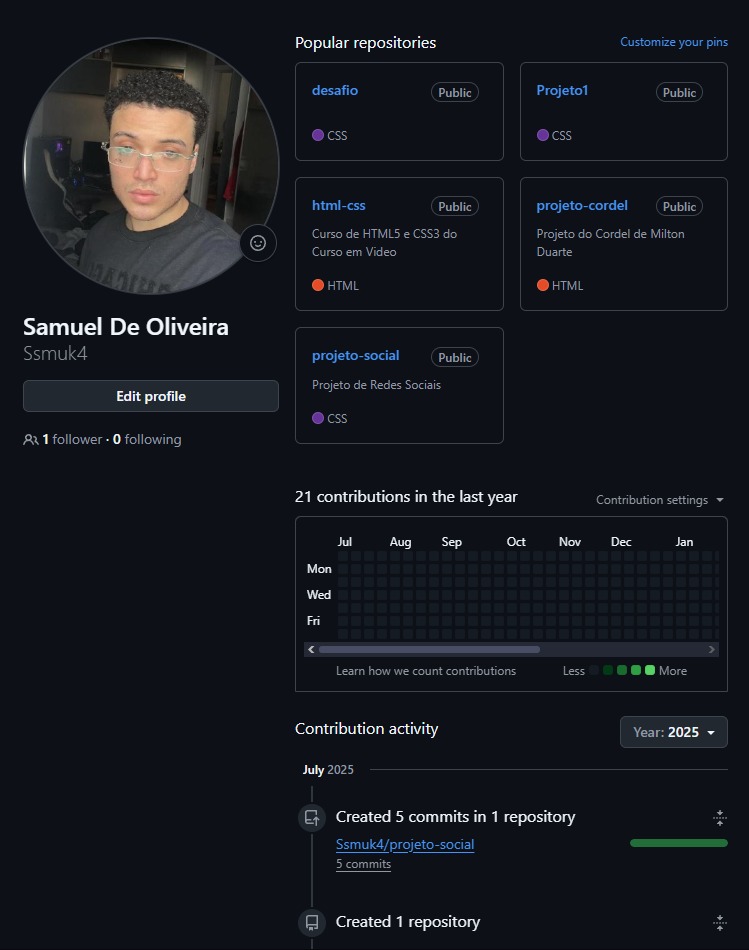 Popular repositories
Customize your pins
desafio
Public
CSS
Projeto1
Public
CSS
html-css
Public
Curso de HTML5 e CSS3 do
Curso em Video
HTML
projeto-cordel
Public
Projeto do Cordel de Milton
Duarte
HTML
projeto-social
Public
Projeto de Redes Sociais
CSS
Samuel De Oliveira
Ssmuk4
Edit profile
1 follower · 0 following
21 contributions in the last year
Contribution settings
Jul Aug Sep Oct Nov Dec Jan
Mon
Wed
Fri
Learn how we count contributions
Less More
Contribution activity
Year: 2025
July 2025
Created 5 commits in 1 repository
Ssmuk4/projeto-social
5 commits
Created 1 repository